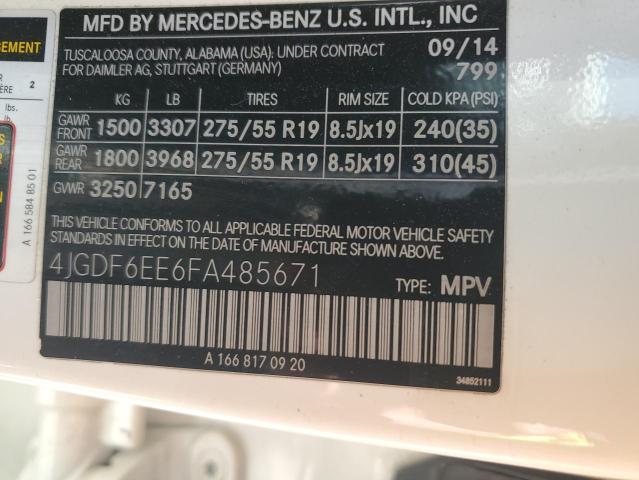 MFD BY MERCEDES-BENZ U.S. INTL., INC
TUSCALOOSA COUNTY, ALABAMA (USA). UNDER CONTRACT 09/14
FOR DAIMLER AG, STUTTGART (GERMANY) 799
KG LB TIRES RIM SIZE COLD KPA (PSI)
GAWR FRONT 1500 3307 275/55 R19 8.5Jx19 240(35)
GAWR REAR 1800 3968 275/55 R19 8.5Jx19 310(45)
GVWR 3250 7165
THIS VEHICLE CONFORMS TO ALL APPLICABLE FEDERAL MOTOR VEHICLE SAFETY
STANDARDS IN EFFECT ON THE DATE OF MANUFACTURE SHOWN ABOVE.
4JGDF6EE6FA485671 TYPE: MPV
A 166 817 09 20
34852111
GEMENT
2
lbs.
lb.
A 166 584 85 01